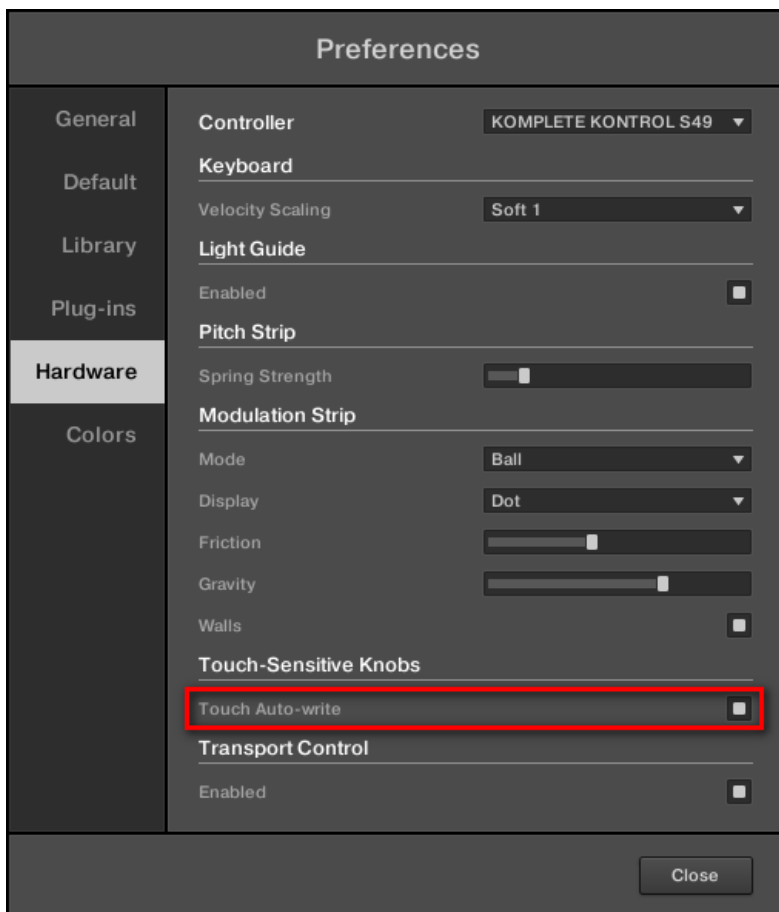 Preferences
General
Default
Library
Plug-ins
Hardware
Colors
Controller KOMPLETE KONTROL S49
Keyboard
Velocity Scaling Soft 1
Light Guide
Enabled
Pitch Strip
Spring Strength
Modulation Strip
Mode Ball
Display Dot
Friction
Gravity
Walls
Touch-Sensitive Knobs
Touch Auto-write
Transport Control
Enabled
Close